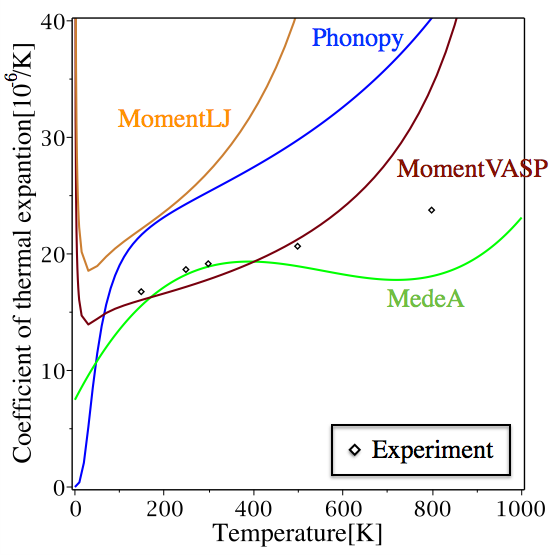 40
30
20
10
0
Coefficient of thermal expantion[10^-6/K]
Phonopy
MomentLJ
MomentVASP
MedeA
Experiment
0 200 400 600 800 1000
Temperature[K]